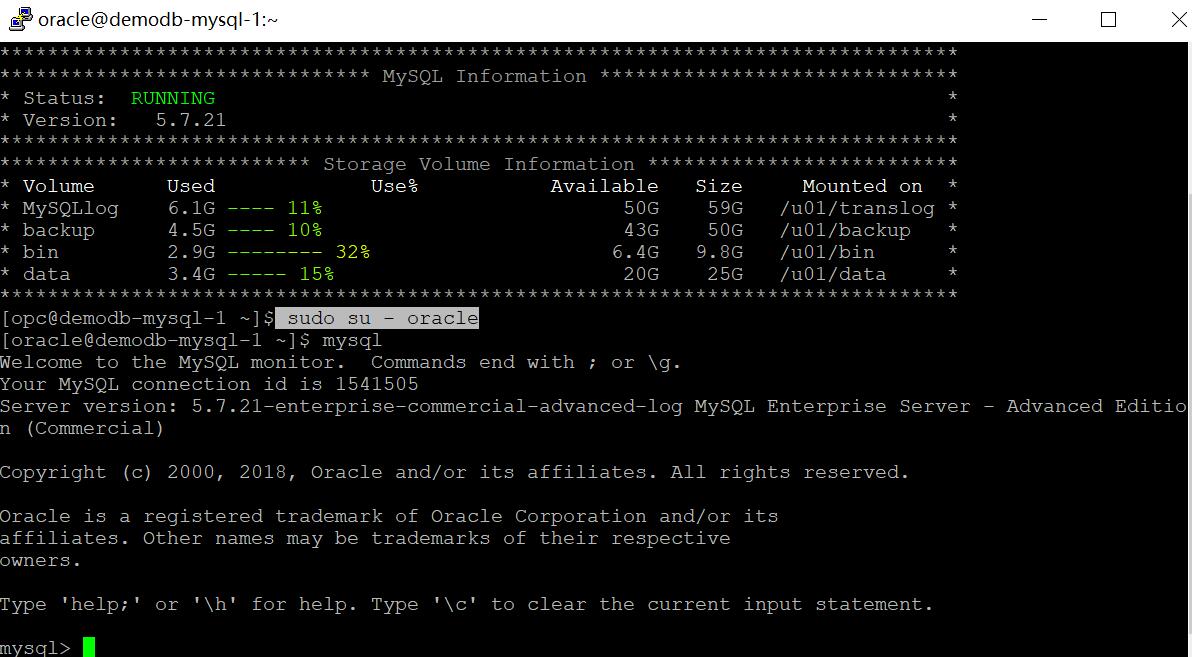 oracle@demodb-mysql-1:~
*********************************************************************************
******************************* MySQL Information *******************************
* Status:  RUNNING                                                              *
* Version:   5.7.21                                                             *
*********************************************************************************
************************** Storage Volume Information ***************************
* Volume      Used             Use%           Available   Size     Mounted on  *
* MySQLlog    6.1G ---- 11%                         50G    59G   /u01/translog *
* backup      4.5G ---- 10%                         43G    50G   /u01/backup   *
* bin         2.9G -------- 32%                    6.4G   9.8G   /u01/bin      *
* data        3.4G ----- 15%                        20G    25G   /u01/data     *
*********************************************************************************
[opc@demodb-mysql-1 ~]$ sudo su - oracle
[oracle@demodb-mysql-1 ~]$ mysql
Welcome to the MySQL monitor.  Commands end with ; or \g.
Your MySQL connection id is 1541505
Server version: 5.7.21-enterprise-commercial-advanced-log MySQL Enterprise Server - Advanced Editio
n (Commercial)
Copyright (c) 2000, 2018, Oracle and/or its affiliates. All rights reserved.
Oracle is a registered trademark of Oracle Corporation and/or its
affiliates. Other names may be trademarks of their respective
owners.
Type 'help;' or '\h' for help. Type '\c' to clear the current input statement.
mysql>